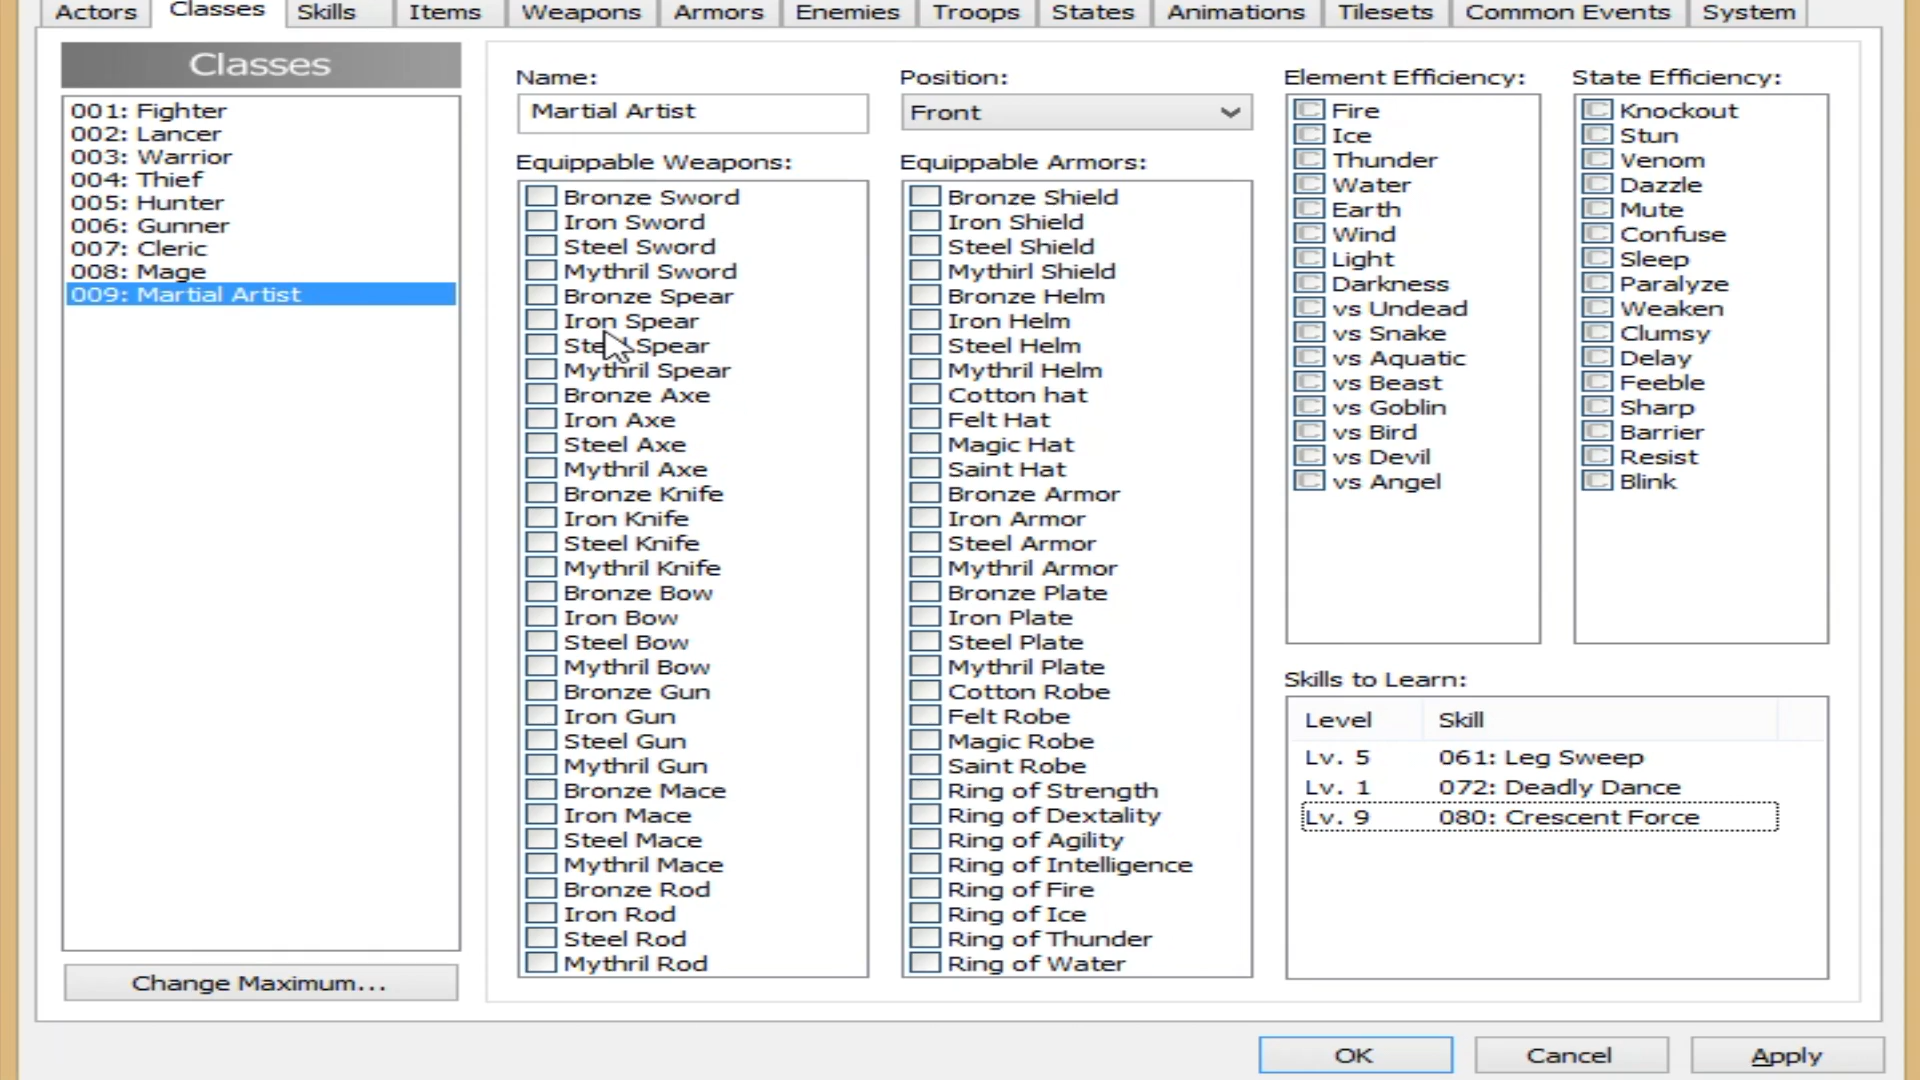 Actors Classes Skills Items Weapons Armors Enemies Troops States Animations Tilesets Common Events System
Classes
001: Fighter
002: Lancer
003: Warrior
004: Thief
005: Hunter
006: Gunner
007: Cleric
008: Mage
009: Martial Artist
Change Maximum...
Name:
Martial Artist
Position:
Front
Equippable Weapons:
Bronze Sword
Iron Sword
Steel Sword
Mythril Sword
Bronze Spear
Iron Spear
Steel Spear
Mythril Spear
Bronze Axe
Iron Axe
Steel Axe
Mythril Axe
Bronze Knife
Iron Knife
Steel Knife
Mythril Knife
Bronze Bow
Iron Bow
Steel Bow
Mythril Bow
Bronze Gun
Iron Gun
Steel Gun
Mythril Gun
Bronze Mace
Iron Mace
Steel Mace
Mythril Mace
Bronze Rod
Iron Rod
Steel Rod
Mythril Rod
Equippable Armors:
Bronze Shield
Iron Shield
Steel Shield
Mythirl Shield
Bronze Helm
Iron Helm
Steel Helm
Mythril Helm
Cotton hat
Felt Hat
Magic Hat
Saint Hat
Bronze Armor
Iron Armor
Steel Armor
Mythril Armor
Bronze Plate
Iron Plate
Steel Plate
Mythril Plate
Cotton Robe
Felt Robe
Magic Robe
Saint Robe
Ring of Strength
Ring of Dextality
Ring of Agility
Ring of Intelligence
Ring of Fire
Ring of Ice
Ring of Thunder
Ring of Water
Element Efficiency:
C Fire
C Ice
C Thunder
C Water
C Earth
C Wind
C Light
C Darkness
C vs Undead
C vs Snake
C vs Aquatic
C vs Beast
C vs Goblin
C vs Bird
C vs Devil
C vs Angel
State Efficiency:
C Knockout
C Stun
C Venom
C Dazzle
C Mute
C Confuse
C Sleep
C Paralyze
C Weaken
C Clumsy
C Delay
C Feeble
C Sharp
C Barrier
C Resist
C Blink
Skills to Learn:
Level Skill
Lv. 5 061: Leg Sweep
Lv. 1 072: Deadly Dance
Lv. 9 080: Crescent Force
OK Cancel Apply